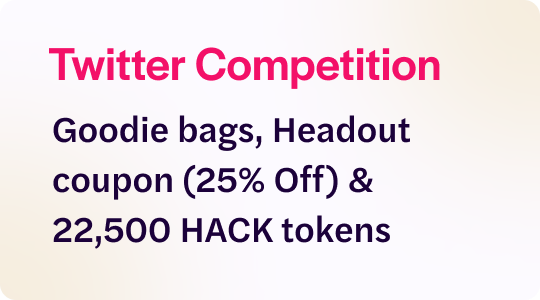 Twitter Competition
Goodie bags, Headout
coupon (25% Off) &
22,500 HACK tokens